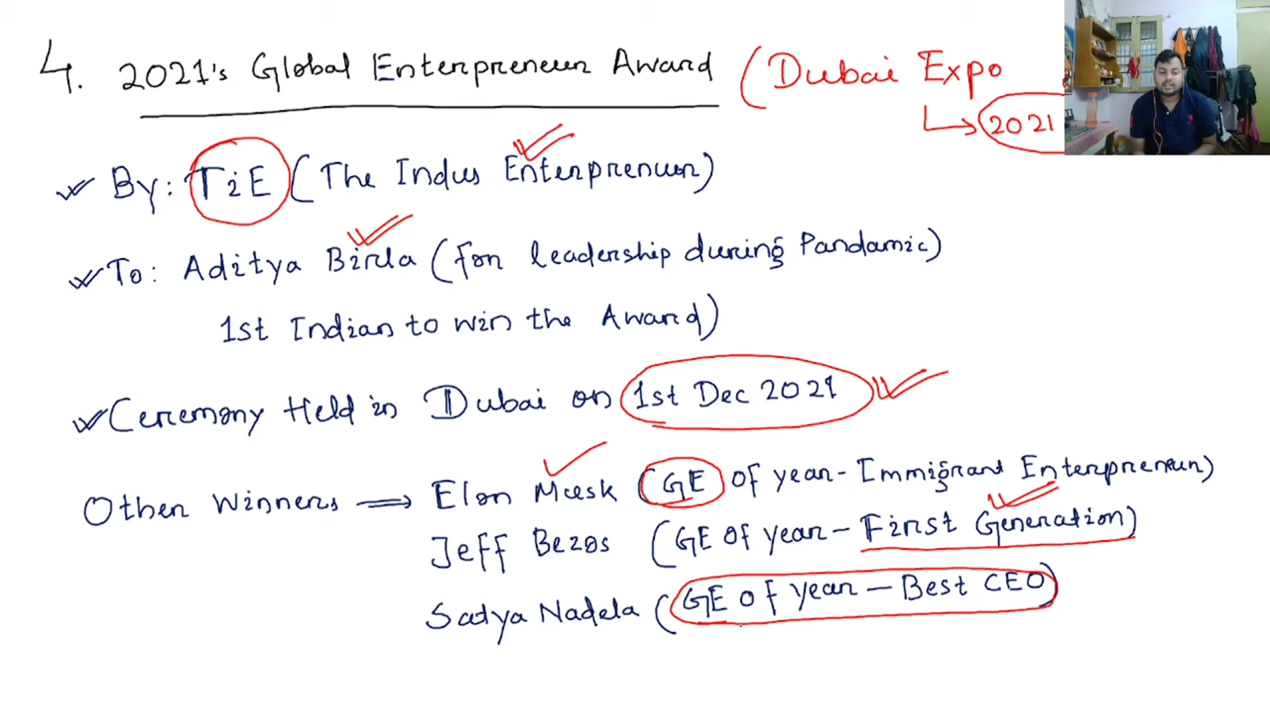 4. 2021's Global Enterpreneur Award (Dubai Expo
2021
By: TiE (The Indus Enterpreneur)
To: Aditya Birla (for leadership during Pandamic)
1st Indian to win the Award)
Ceremony Held in Dubai on 1st Dec 2021
Other Winners ⟹ Elon Musk (GE of year - Immigrant Enterpreneur)
Jeff Bezos (GE of year - First Generation)
Satya Nadela (GE of year - Best CEO)